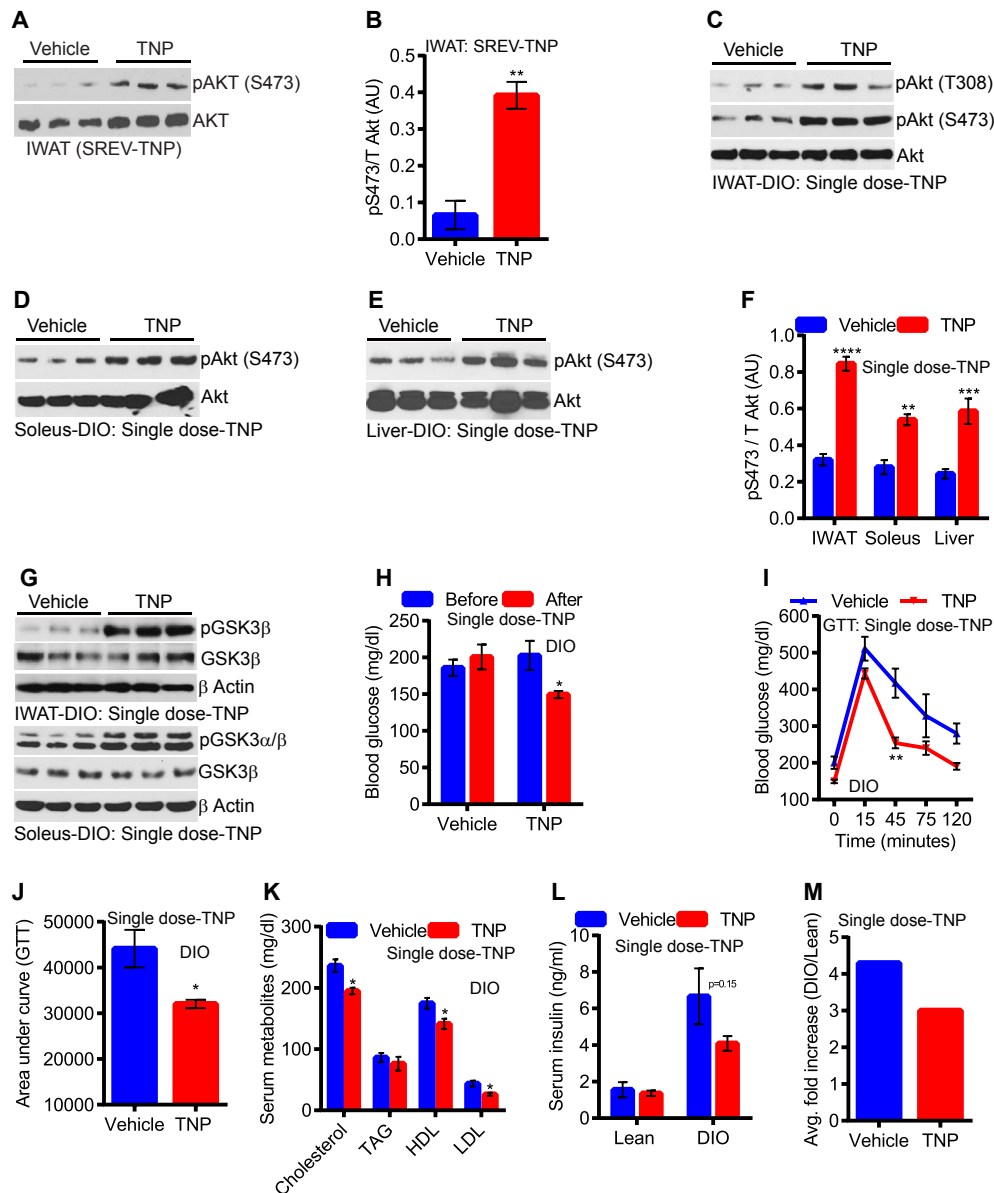 A
Vehicle TNP
pAKT (S473)
AKT
IWAT (SREV-TNP)
B
IWAT: SREV-TNP
pS473/T Akt (AU)
0.5
0.4
0.3
0.2
0.1
0.0
**
Vehicle TNP
C
Vehicle TNP
pAkt (T308)
pAkt (S473)
Akt
IWAT-DIO: Single dose-TNP
D
Vehicle TNP
pAkt (S473)
Akt
Soleus-DIO: Single dose-TNP
E
Vehicle TNP
pAkt (S473)
Akt
Liver-DIO: Single dose-TNP
F
Vehicle TNP
Single dose-TNP
pS473 / T Akt (AU)
1.0
0.8
0.6
0.4
0.2
0.0
**** ** ***
IWAT Soleus Liver
G
Vehicle TNP
pGSK3β
GSK3β
β Actin
IWAT-DIO: Single dose-TNP
pGSK3α/β
GSK3β
β Actin
Soleus-DIO: Single dose-TNP
H
Before After
Single dose-TNP
DIO
Blood glucose (mg/dl)
250
200
150
100
50
0
*
Vehicle TNP
I
Vehicle TNP
GTT: Single dose-TNP
Blood glucose (mg/dl)
600
500
400
300
200
100
**
DIO
0 15 45 75 120
Time (minutes)
J
Single dose-TNP
DIO
Area under curve (GTT)
50000
40000
30000
20000
10000
*
Vehicle TNP
K
Vehicle TNP
Single dose-TNP
DIO
Serum metabolites (mg/dl)
300
200
100
0
* * *
Cholesterol TAG HDL LDL
L
Vehicle TNP
Single dose-TNP
Serum insulin (ng/ml)
10
8
6
4
2
0
p=0.15
Lean DIO
M
Single dose-TNP
Avg. fold increase (DIO/Lean)
5
4
3
2
1
0
Vehicle TNP